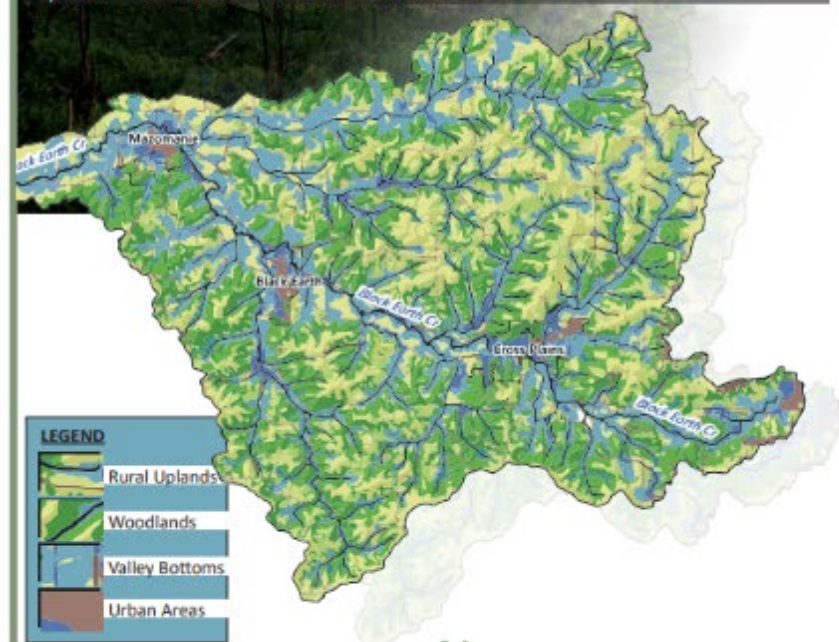 Mazomanie
ack Earth Cr
Black Earth
Black Earth Cr
Cross Plains
Black Earth Cr
LEGEND
Rural Uplands
Woodlands
Valley Bottoms
Urban Areas